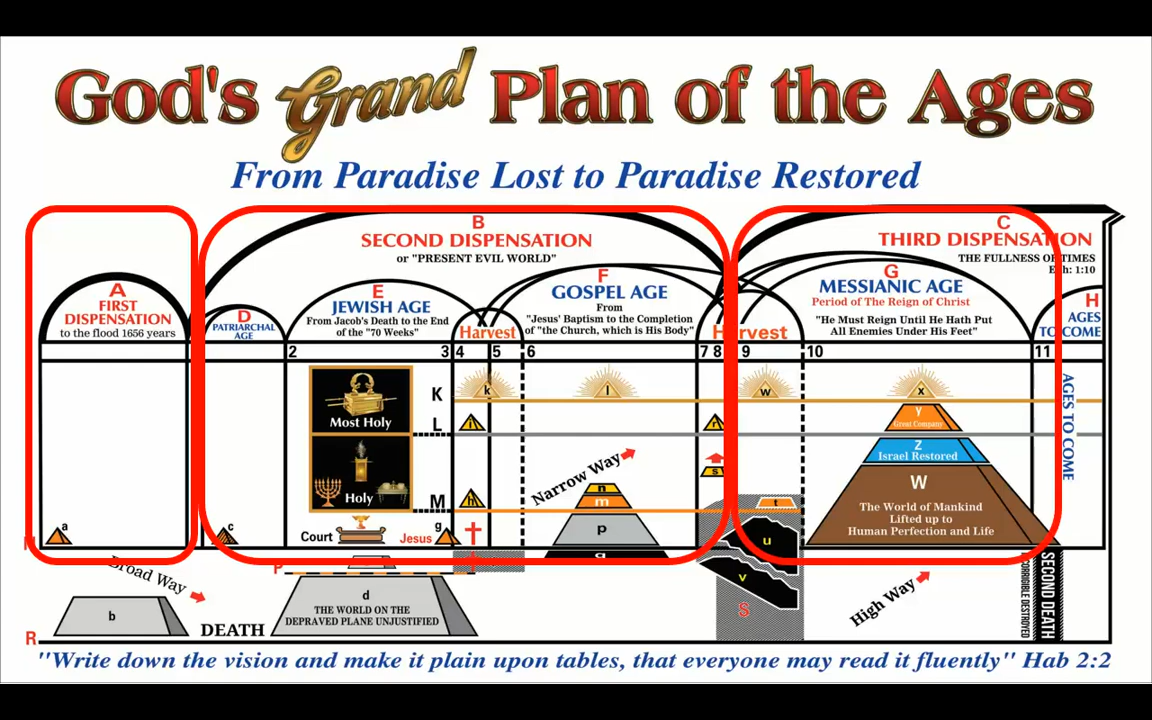 God's Grand Plan of the Ages
From Paradise Lost to Paradise Restored
A
FIRST
DISPENSATION
to the flood 1656 years
B
SECOND DISPENSATION
or "PRESENT EVIL WORLD"
C
THIRD DISPENSATION
THE FULLNESS OF TIMES
Eph: 1:10
D
PATRIARCHAL
AGE
E
JEWISH AGE
From Jacob's Death to the End
of the "70 Weeks"
Harvest
F
GOSPEL AGE
From
"Jesus' Baptism to the Completion
of "the Church, which is His Body"
Harvest
G
MESSIANIC AGE
Period of The Reign of Christ
"He Must Reign Until He Hath Put
All Enemies Under His Feet"
H
AGES
TO COME
2 3 4 5 6 7 8 9 10 11
K
L
M
N
P
R
Most Holy
Holy
Court
Jesus
a
b
c
d
g
h
i
k
l
m
n
p
q
r
s
t
u
v
S
w
x
y
Great Company
Z
Israel Restored
W
The World of Mankind
Lifted up to
Human Perfection and Life
AGES TO COME
Narrow Way
Broad Way
High Way
DEATH
THE WORLD ON THE
DEPRAVED PLANE UNJUSTIFIED
INCORRIGIBLE DESTROYED
SECOND DEATH
"Write down the vision and make it plain upon tables, that everyone may read it fluently" Hab 2:2